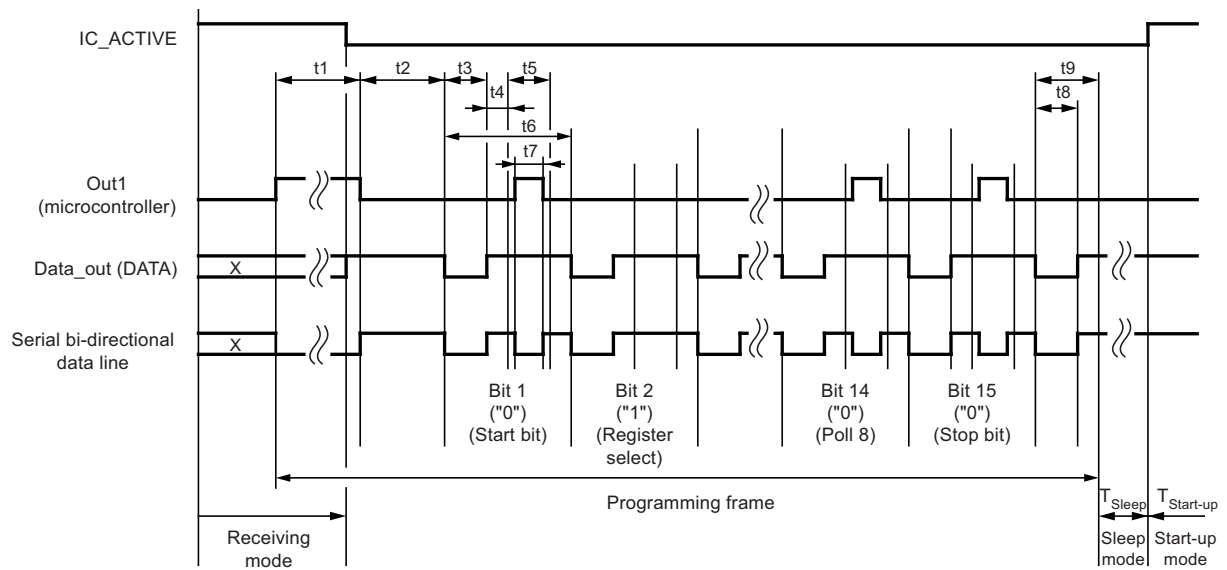 IC_ACTIVE
t1
t2
t3
t5
t9
t4
t8
t6
t7
Out1
(microcontroller)
Data_out (DATA)
X
Serial bi-directional
data line
X
Bit 1
("0")
(Start bit)
Bit 2
("1")
(Register
select)
Bit 14
("0")
(Poll 8)
Bit 15
("0")
(Stop bit)
Programming frame
TSleep
TStart-up
Receiving
mode
Sleep
mode
Start-up
mode